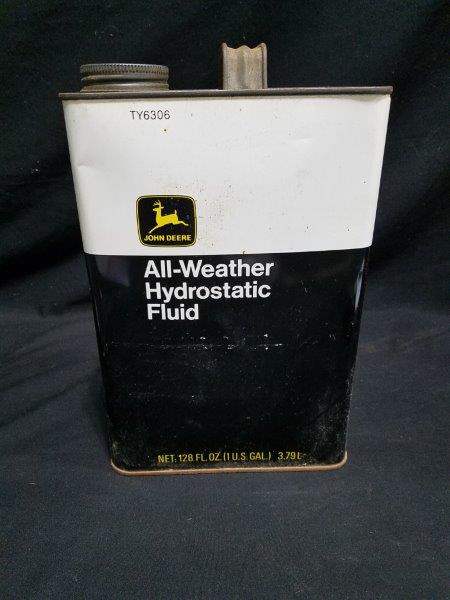 TY6306
JOHN DEERE
All-Weather
Hydrostatic
Fluid
NET: 128 FL. OZ. (1 U.S. GAL.) 3.79 L